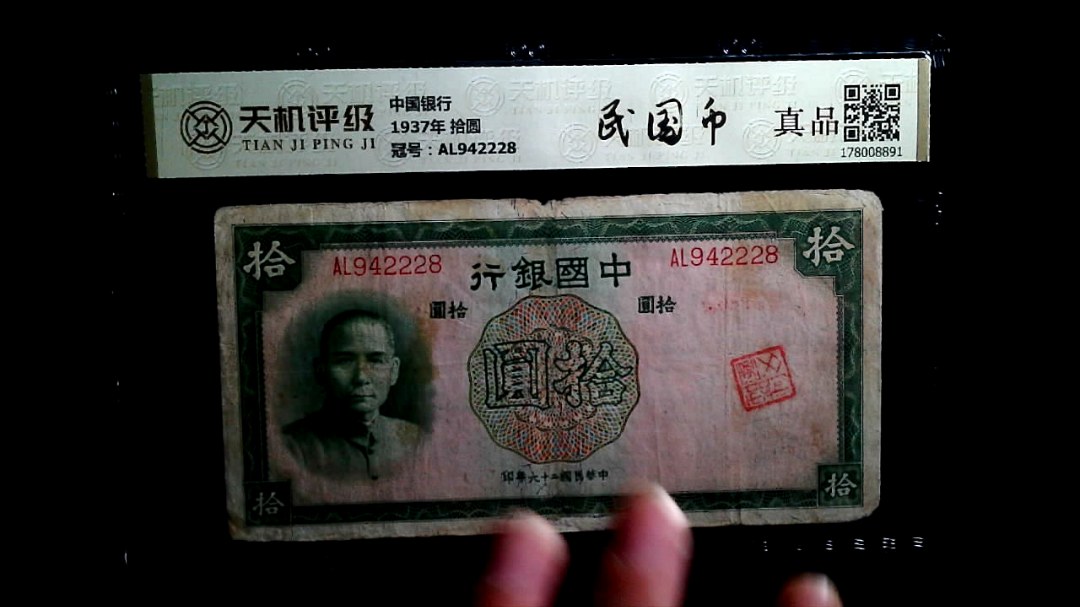 天机评级
TIAN JI PING JI
中国银行
1937年 拾圆
冠号：AL942228
民国币
真品
178008891
拾
AL942228
行銀國中
AL942228
拾
圓拾
圓拾
圓拾
印年六十二國民華中
拾
拾